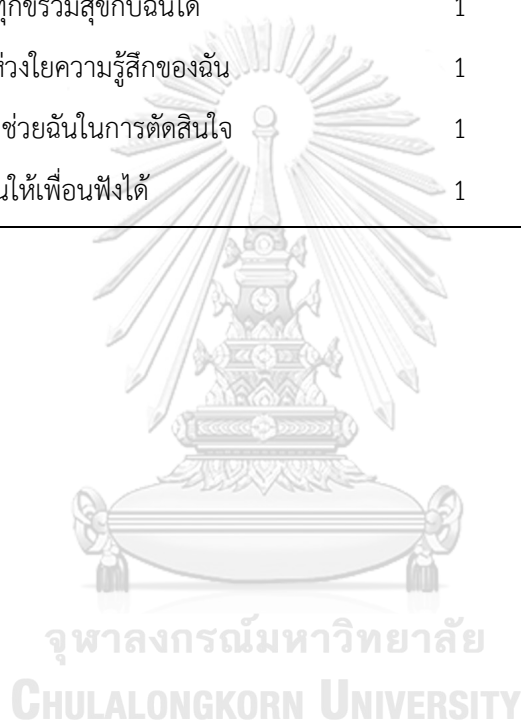 ทุกข์ร่วมสุขกับฉันได้ 1
ห่วงใยความรู้สึกของฉัน 1
ช่วยฉันในการตัดสินใจ 1
นให้เพื่อนฟังได้ 1
จุฬาลงกรณ์มหาวิทยาลัย
CHULALONGKORN UNIVERSITY